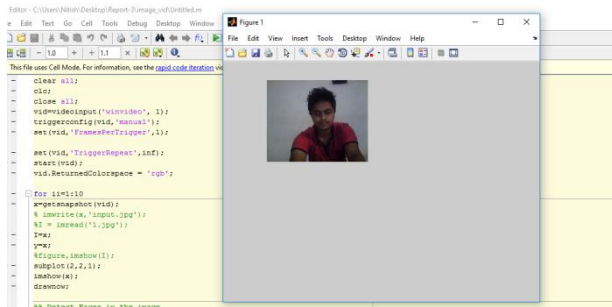 Editor - C:\Users\Nitish\Desktop\Report-3\image_vid\Untitled.m
Edit Text Go Cell Tools Debug Desktop Window
1.0 + ÷ 1.1 ×
This file uses Cell Mode. For information, see the rapid code iteration
clear all;
clc;
close all;
vid=videoinput('winvideo', 1);
triggerconfig(vid,'manual');
set(vid,'FramesPerTrigger',1);
set(vid,'TriggerRepeat',inf);
start(vid);
vid.ReturnedColorspace = 'rgb';
for ii=1:10
x=getsnapshot(vid);
% imwrite(x,'input.jpg');
%I = imread('1.jpg');
I=x;
y=x;
%figure,imshow(I);
subplot(2,2,1);
imshow(x);
drawnow;
%% Detect Faces in the image
Figure 1
File Edit View Insert Tools Desktop Window Help